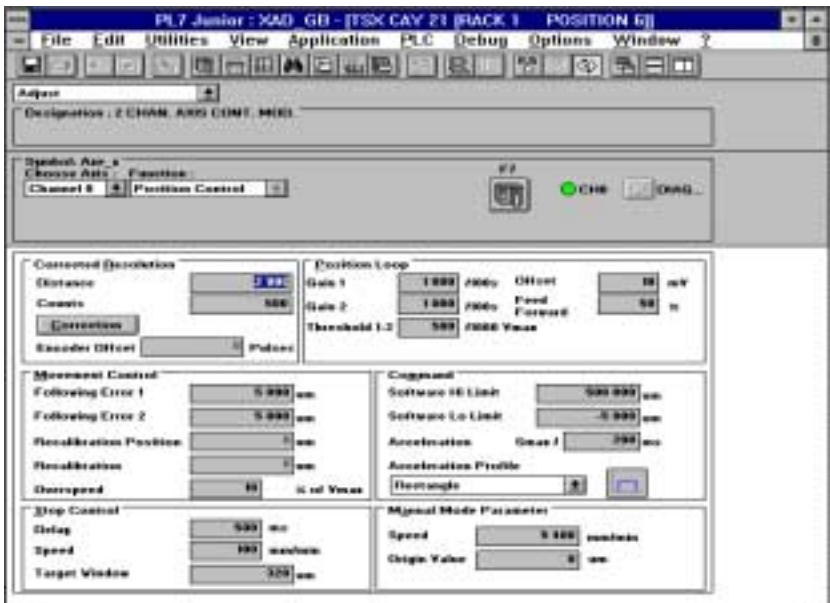 PL7 Junior : XAD_GB - [TSX CAY 21 [RACK 1 POSITION 6]]
File Edit Utilities View Application PLC Debug Options Window ?
Adjust
Designation : 2 CHAN. AXIS CONT. MOD.
Symbol:
Choose Axis : Function :
Channel 0 Position Control
F7
CH0 DIAG...
Corrected Resolution
Distance
Counts 500
Correction
Encoder Offset 0 Pulses
Position Loop
Gain 1 1 000 /100s Offset 10 mV
Gain 2 1 000 /100s Feed Forward 50 %
Threshold 1-2 500 /1000 Vmax
Movement Control
Following Error 1 5 000 um
Following Error 2 5 000 um
Recalibration Position um
Recalibration um
Overspeed 10 % of Vmax
Command
Software Hi Limit 500 000 um
Software Lo Limit -5 000 um
Acceleration Gmax / 200 ms
Acceleration Profile
Rectangle
Stop Control
Delay 500 ms
Speed 100 mm/min
Target Window 320 um
Manual Mode Parameter
Speed mm/min
Origin Value 0 um